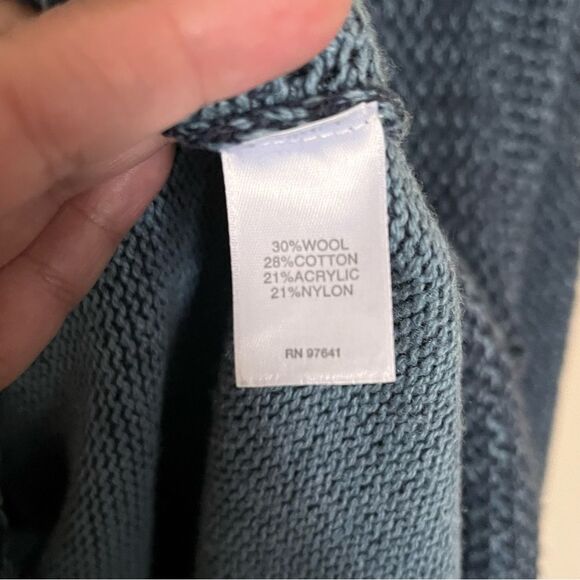 30%WOOL
28%COTTON
21%ACRYLIC
21%NYLON
RN 97641